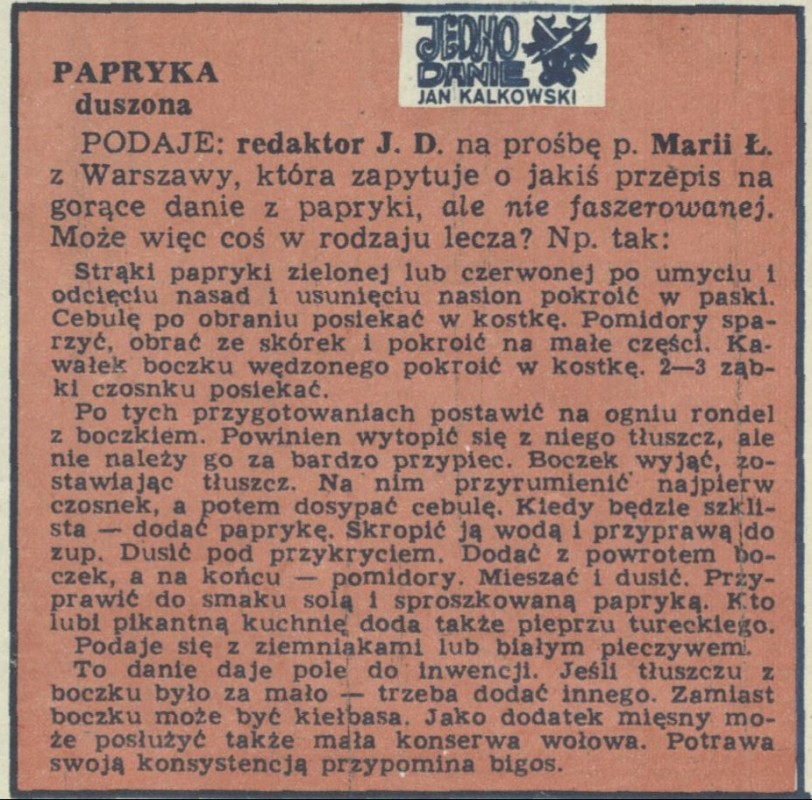 JEDNO
DANIE
JAN KALKOWSKI
PAPRYKA
duszona
PODAJE: redaktor J. D. na prośbę p. Marii Ł.
z Warszawy, która zapytuje o jakiś przepis na
gorące danie z papryki, ale nie faszerowanej.
Może więc coś w rodzaju lecza? Np. tak:
Strąki papryki zielonej lub czerwonej po umyciu i
odcięciu nasad i usunięciu nasion pokroić w paski.
Cebulę po obraniu posiekać w kostkę. Pomidory spa-
rzyć, obrać ze skórek i pokroić na małe części. Ka-
wałek boczku wędzonego pokroić w kostkę. 2—3 ząb-
ki czosnku posiekać.
Po tych przygotowaniach postawić na ogniu rondel
z boczkiem. Powinien wytopić się z niego tłuszcz, ale
nie należy go za bardzo przypiec. Boczek wyjąć, zo-
stawiając tłuszcz. Na nim przyrumienić najpierw
czosnek, a potem dosypać cebulę. Kiedy będzie szkli-
sta — dodać paprykę. Skropić ją wodą i przyprawą do
zup. Dusić pod przykryciem. Dodać z powrotem bo-
czek, a na końcu — pomidory. Mieszać i dusić. Przy-
prawić do smaku solą i sproszkowaną papryką. Kto
lubi pikantną kuchnię doda także pieprzu tureckiego.
Podaje się z ziemniakami lub białym pieczywem.
To danie daje pole do inwencji. Jeśli tłuszczu z
boczku było za mało — trzeba dodać innego. Zamiast
boczku może być kiełbasa. Jako dodatek mięsny mo-
że posłużyć także mała konserwa wołowa. Potrawa
swoją konsystencją przypomina bigos.